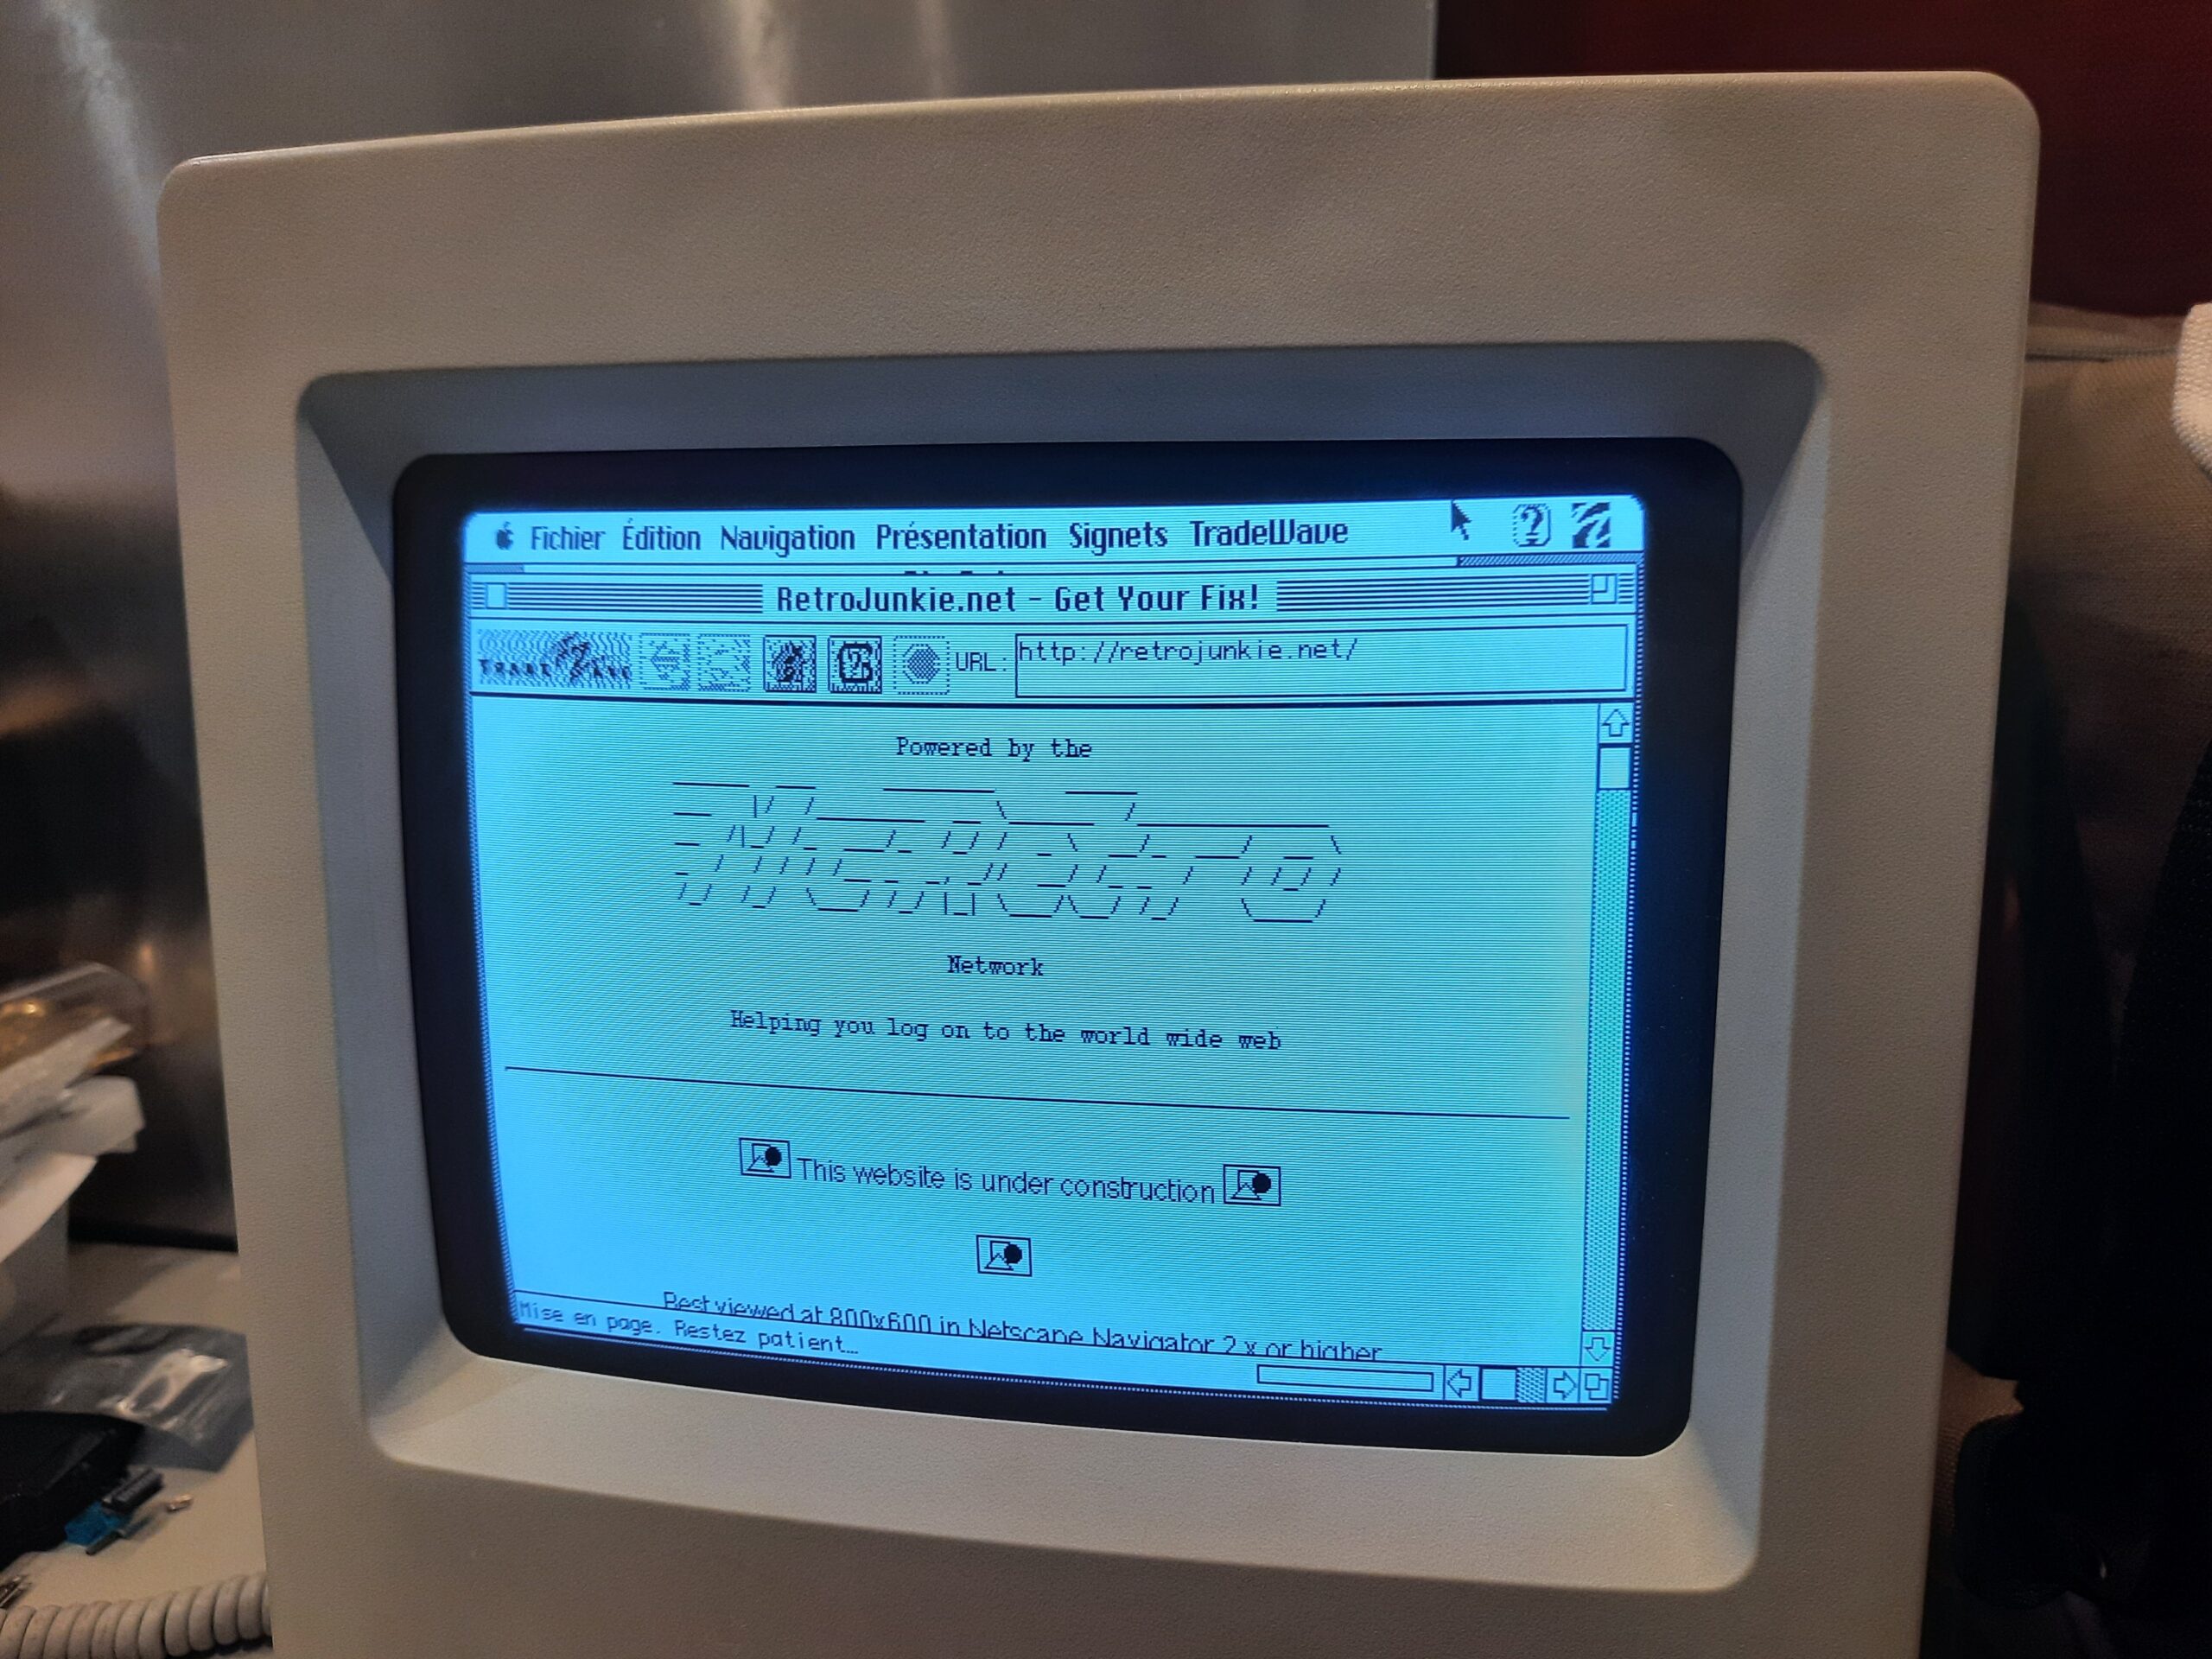 Fichier Édition Navigation Présentation Signets TradeWave
RetroJunkie.net - Get Your Fix!
URL: http://retrojunkie.net/
Powered by the
Network
Helping you log on to the world wide web
This website is under construction
Best viewed at 800x600 in Netscape Navigator 2.x or higher
Mise en page. Restez patient…